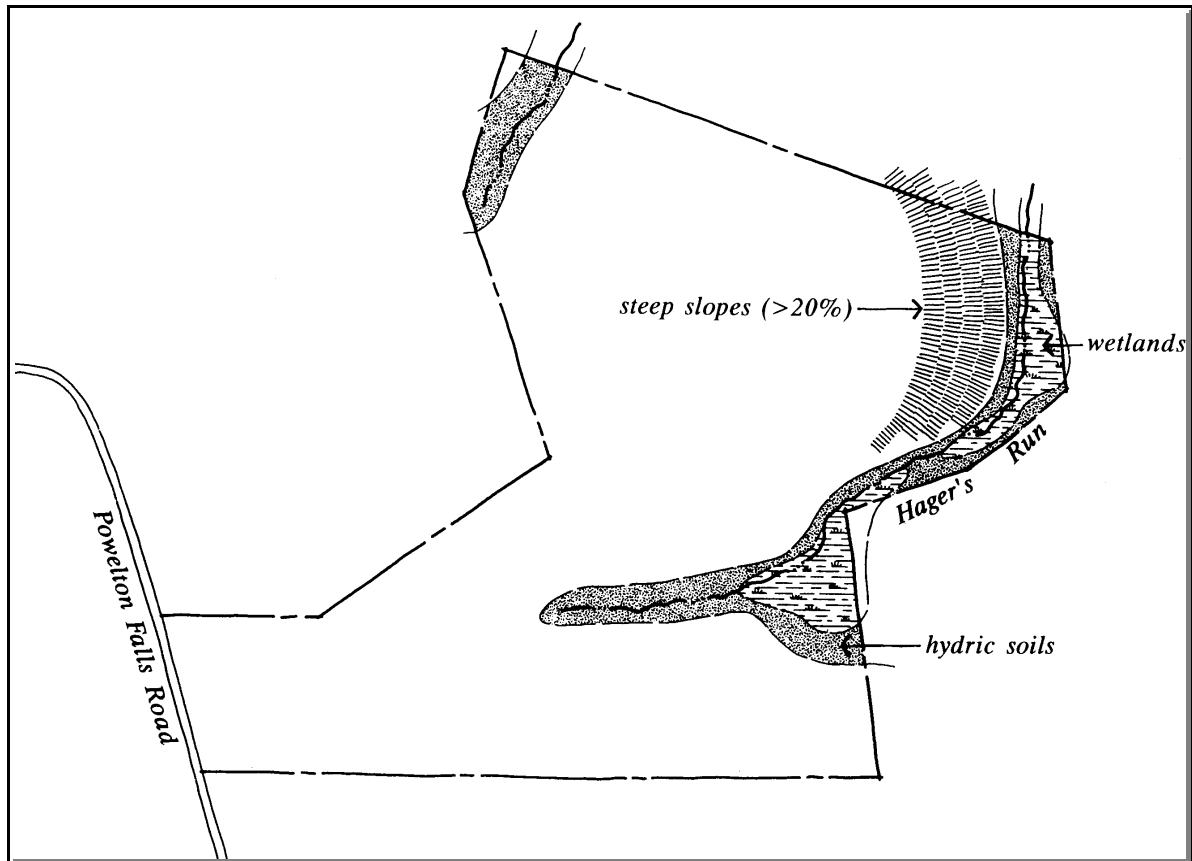 steep slopes (>20%)
wetlands
Hager's Run
Powelton Falls Road
hydric soils